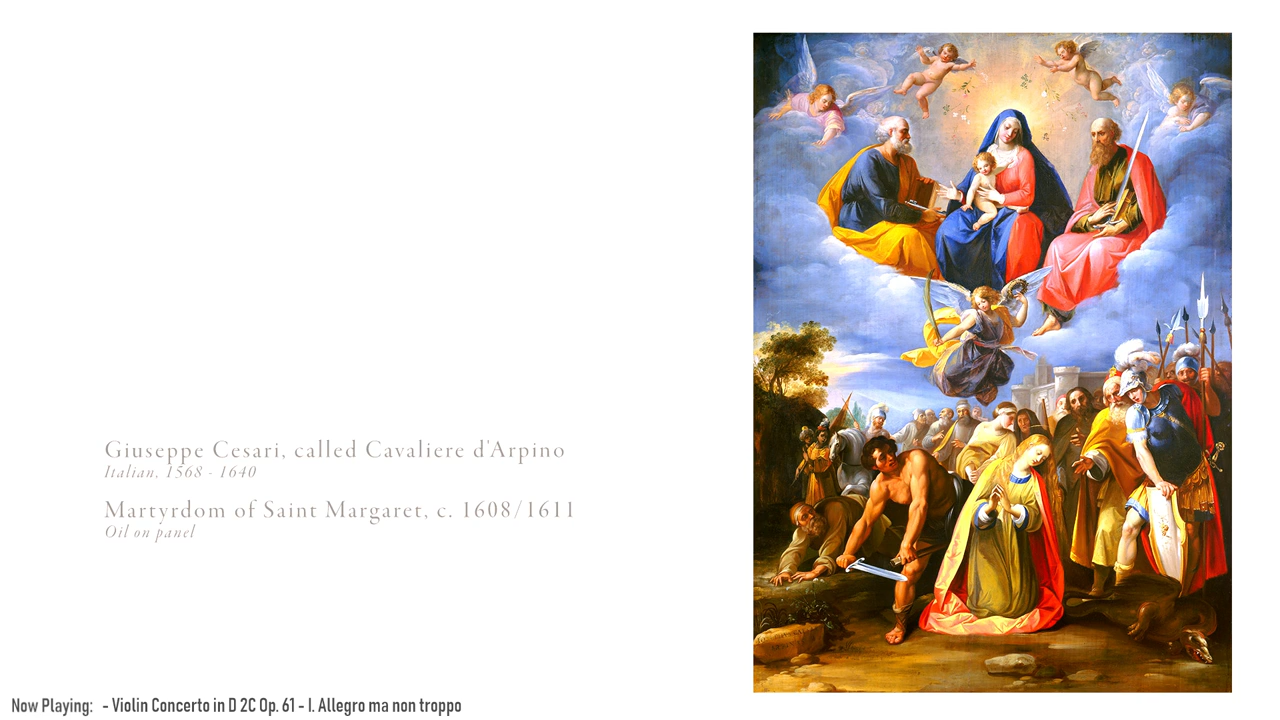 Giuseppe Cesari, called Cavaliere d'Arpino
Italian, 1568 - 1640
Martyrdom of Saint Margaret, c. 1608/1611
Oil on panel
Now Playing: - Violin Concerto in D 2C Op. 61 - I. Allegro ma non troppo